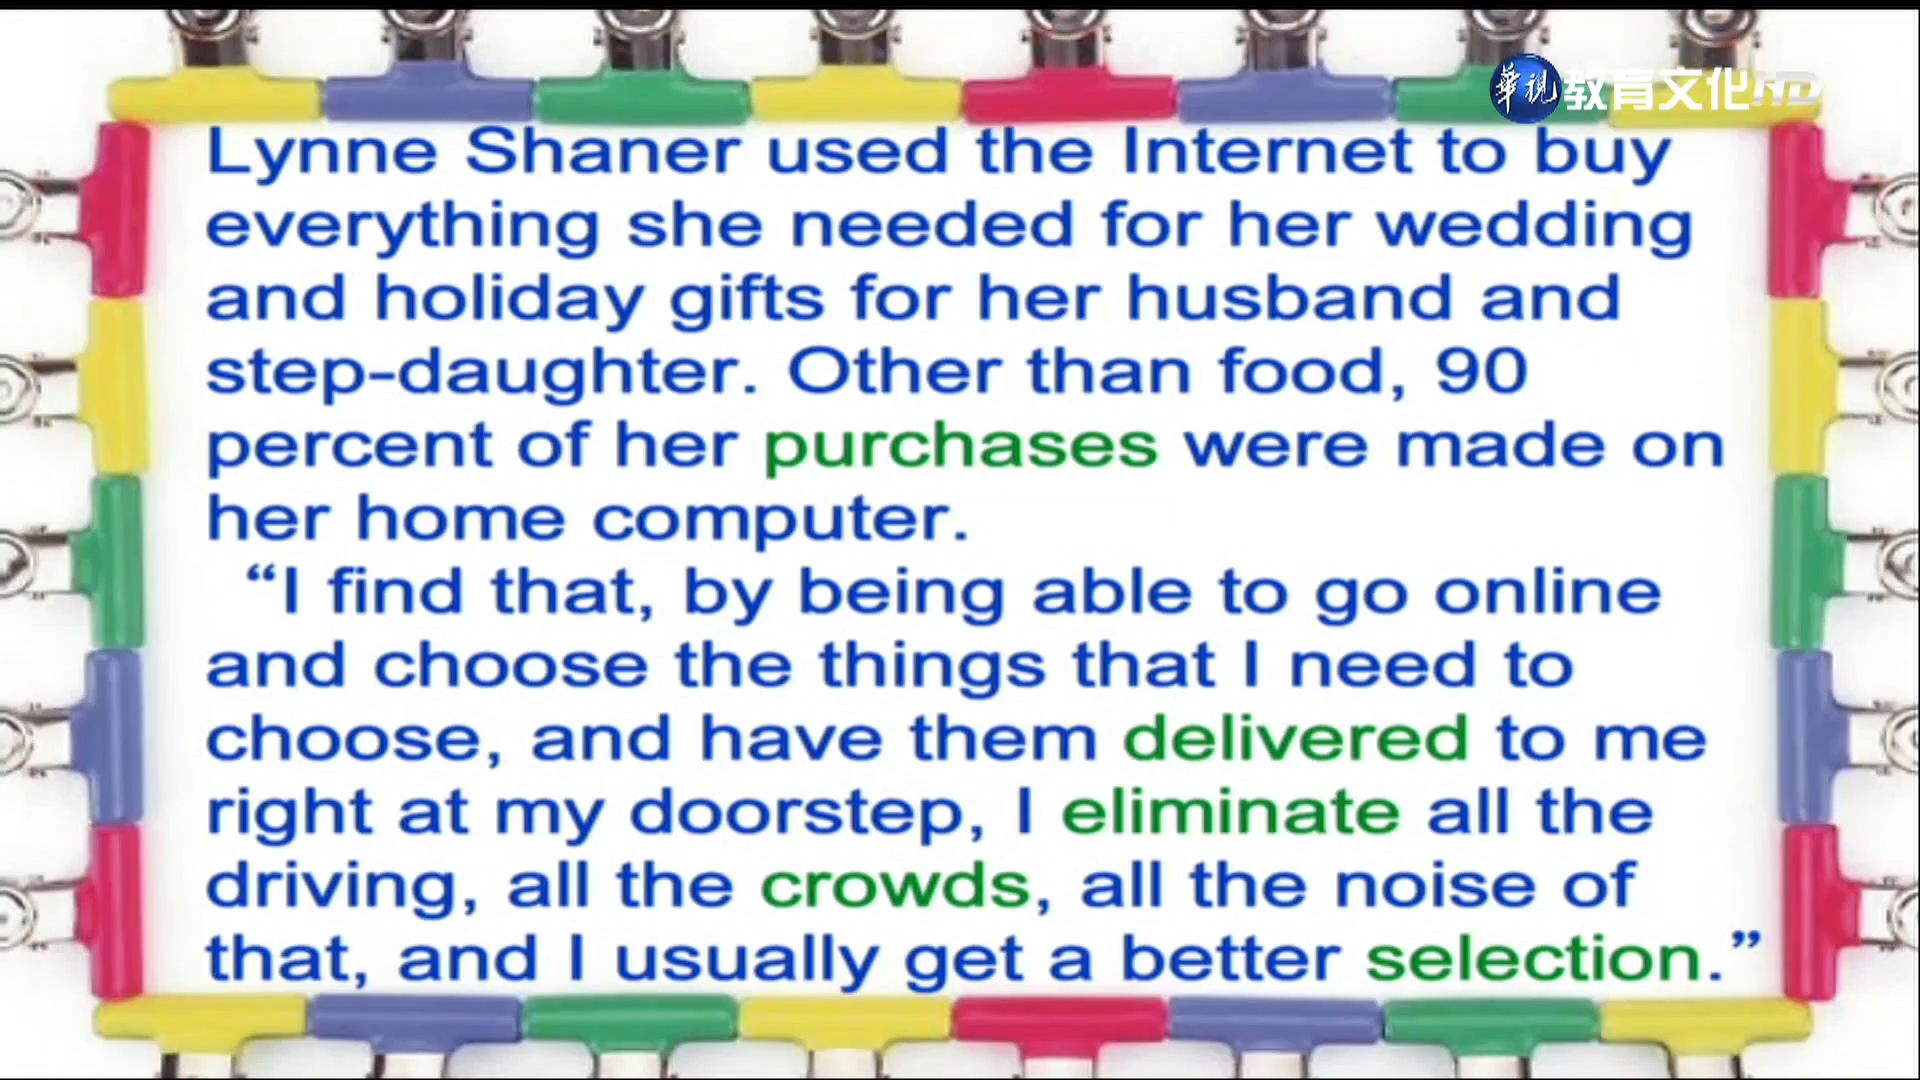 華視 教育文化HD
Lynne Shaner used the Internet to buy
everything she needed for her wedding
and holiday gifts for her husband and
step-daughter. Other than food, 90
percent of her purchases were made on
her home computer.
“I find that, by being able to go online
and choose the things that I need to
choose, and have them delivered to me
right at my doorstep, I eliminate all the
driving, all the crowds, all the noise of
that, and I usually get a better selection.”